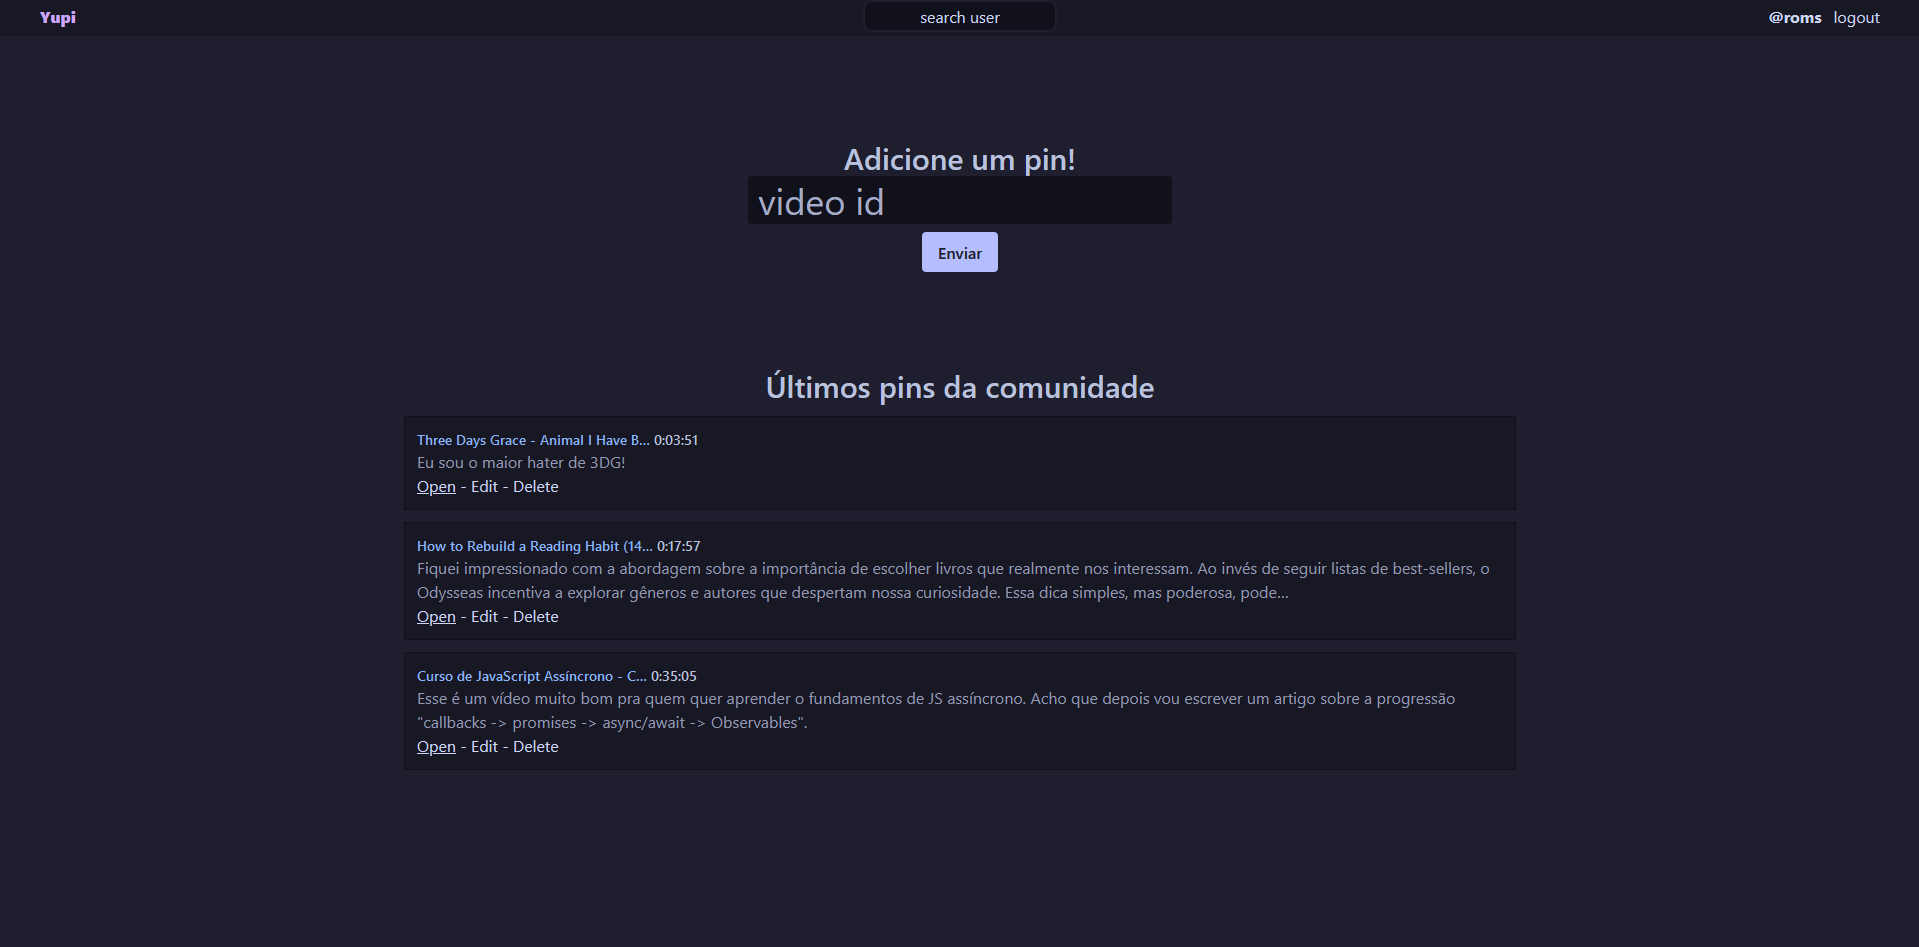 Yupi
search user
@roms logout
Adicione um pin!
video id
Enviar
Últimos pins da comunidade
Three Days Grace - Animal I Have B... 0:03:51
Eu sou o maior hater de 3DG!
Open - Edit - Delete
How to Rebuild a Reading Habit (14... 0:17:57
Fiquei impressionado com a abordagem sobre a importância de escolher livros que realmente nos interessam. Ao invés de seguir listas de best-sellers, o
Odysseas incentiva a explorar gêneros e autores que despertam nossa curiosidade. Essa dica simples, mas poderosa, pode...
Open - Edit - Delete
Curso de JavaScript Assíncrono - C... 0:35:05
Esse é um vídeo muito bom pra quem quer aprender o fundamentos de JS assíncrono. Acho que depois vou escrever um artigo sobre a progressão
"callbacks -> promises -> async/await -> Observables".
Open - Edit - Delete